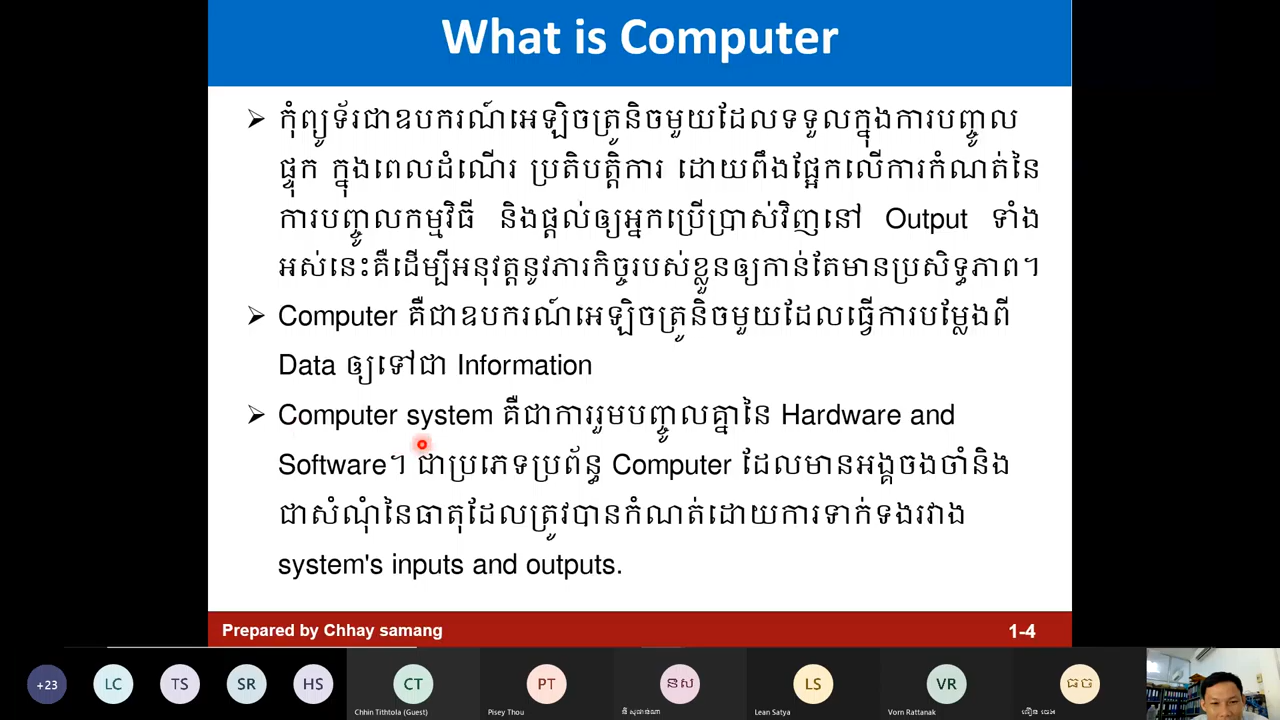 What is Computer
➢ កុំព្យូទ័រជាឧបករណ៍អេឡិចត្រូនិចមួយដែលទទួលក្នុងការបញ្ចូល
ផ្ទុក ក្នុងពេលដំណើរ ប្រតិបត្តិការ ដោយពឹងផ្អែកលើការកំណត់នៃ
ការបញ្ចូលកម្មវិធី និងផ្តល់ឲ្យអ្នកប្រើប្រាស់វិញនៅ Output ទាំង
អស់នេះគឺដើម្បីអនុវត្តនូវភារកិច្ចរបស់ខ្លួនឲ្យកាន់តែមានប្រសិទ្ធភាព។
➢ Computer គឺជាឧបករណ៍អេឡិចត្រូនិចមួយដែលធ្វើការបម្លែងពី
Data ឲ្យទៅជា Information
➢ Computer system គឺជាការរួមបញ្ចូលគ្នានៃ Hardware and
Software។ ជាប្រភេទប្រព័ន្ធ Computer ដែលមានអង្គចងចាំនិង
ជាសំណុំនៃធាតុដែលត្រូវបានកំណត់ដោយការទាក់ទងរវាង
system's inputs and outputs.
Prepared by Chhay samang 1-4
+23 LC TS SR HS CT PT នស LS VR ធច
Chhin Tithtola (Guest) Pisey Thou Lean Satya Vorn Rattanak